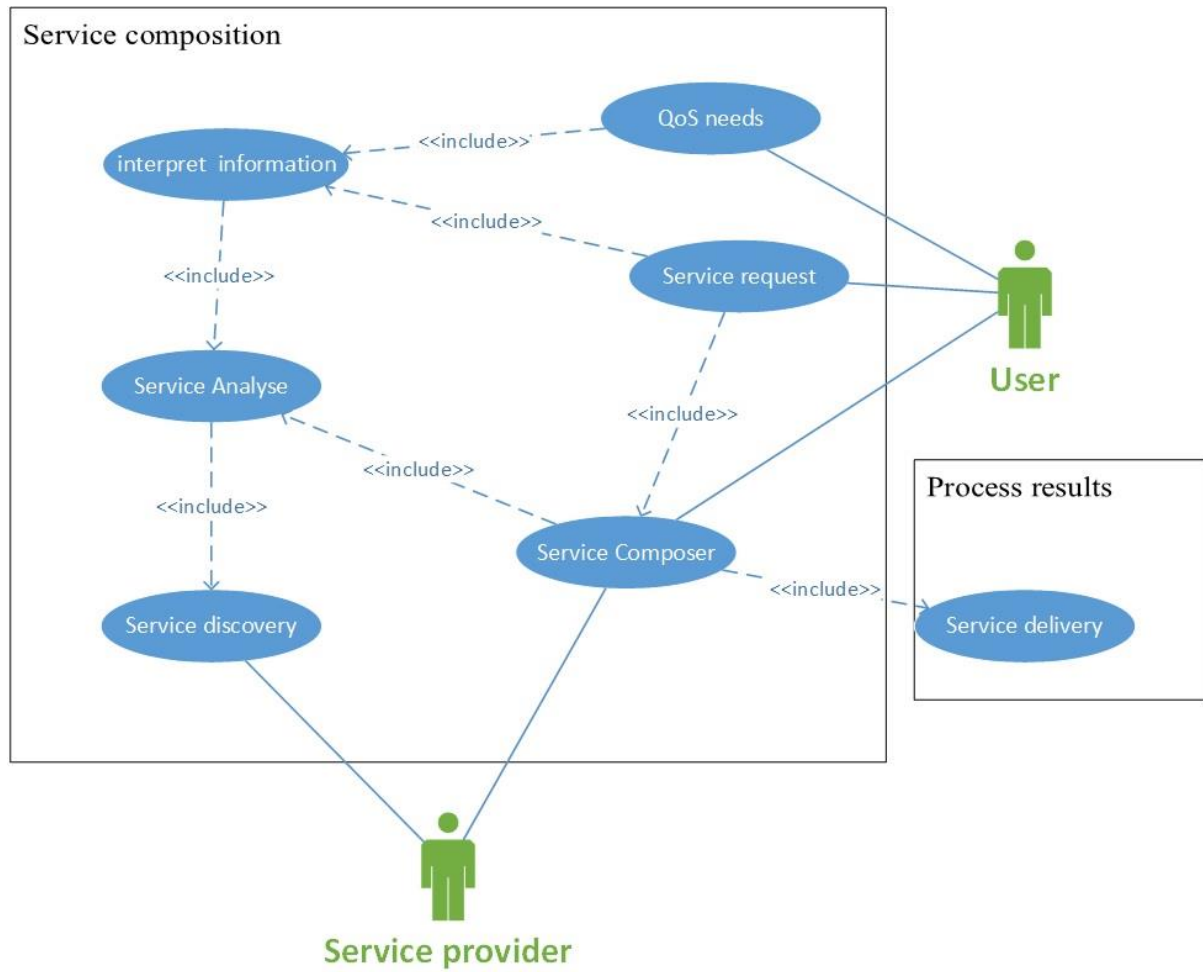 Service composition
QoS needs
<<include>>
interpret information
<<include>>
Service request
<<include>>
User
Service Analyse
<<include>>
<<include>>
Process results
<<include>>
Service Composer
<<include>>
Service discovery
Service delivery
Service provider